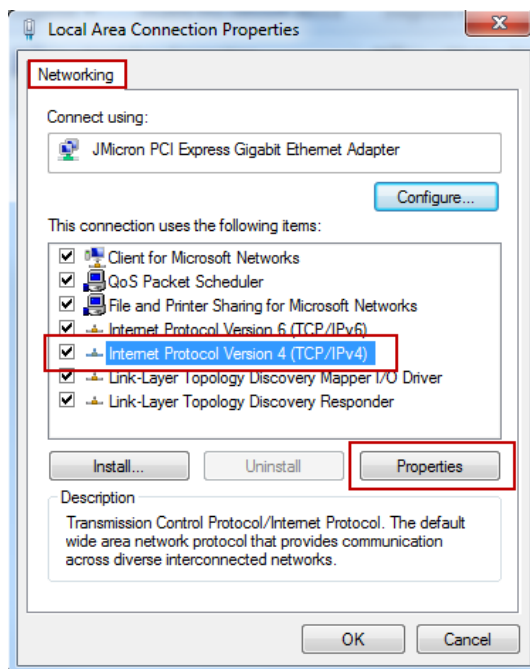 Local Area Connection Properties
Networking
Connect using:
JMicron PCI Express Gigabit Ethernet Adapter
Configure...
This connection uses the following items:
Client for Microsoft Networks
QoS Packet Scheduler
File and Printer Sharing for Microsoft Networks
Internet Protocol Version 6 (TCP/IPv6)
Internet Protocol Version 4 (TCP/IPv4)
Link-Layer Topology Discovery Mapper I/O Driver
Link-Layer Topology Discovery Responder
Install... Uninstall Properties
Description
Transmission Control Protocol/Internet Protocol. The default
wide area network protocol that provides communication
across diverse interconnected networks.
OK Cancel